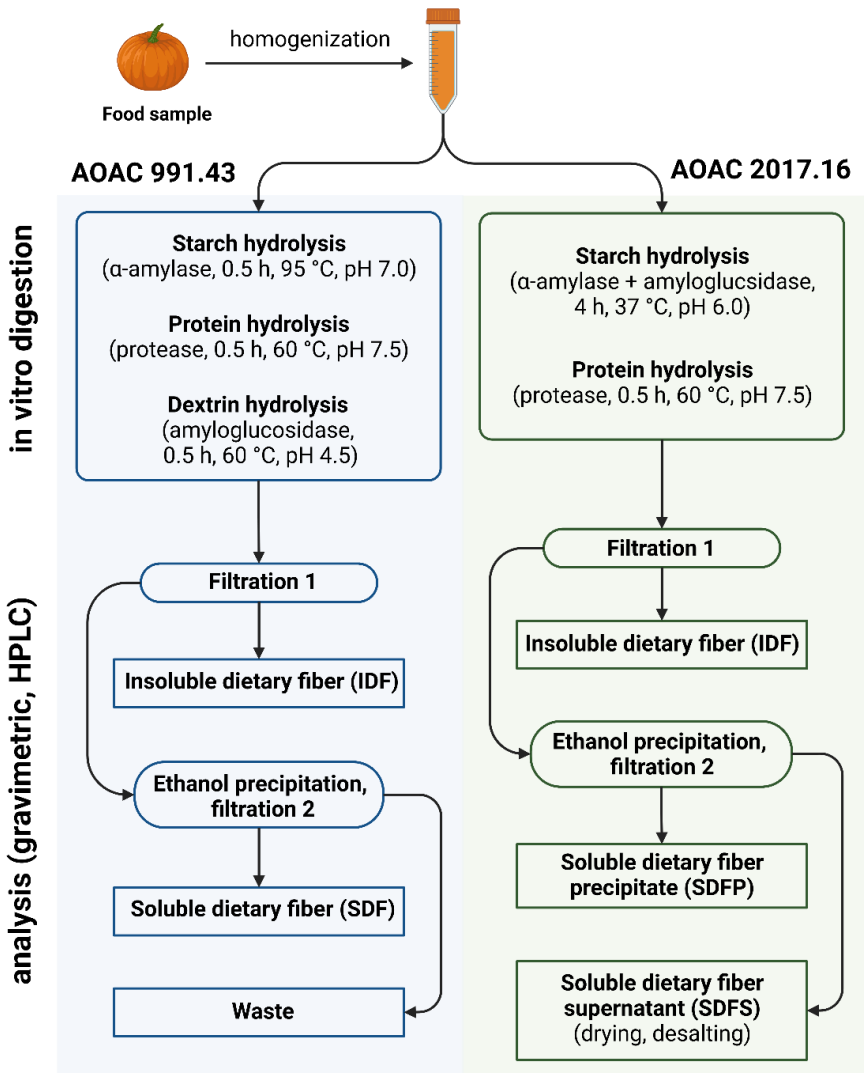 homogenization
Food sample
AOAC 991.43
AOAC 2017.16
in vitro digestion
Starch hydrolysis
(α-amylase, 0.5 h, 95 °C, pH 7.0)
Protein hydrolysis
(protease, 0.5 h, 60 °C, pH 7.5)
Dextrin hydrolysis
(amyloglucosidase,
0.5 h, 60 °C, pH 4.5)
Starch hydrolysis
(α-amylase + amyloglucsidase,
4 h, 37 °C, pH 6.0)
Protein hydrolysis
(protease, 0.5 h, 60 °C, pH 7.5)
analysis (gravimetric, HPLC)
Filtration 1
Insoluble dietary fiber (IDF)
Ethanol precipitation,
filtration 2
Soluble dietary fiber (SDF)
Waste
Filtration 1
Insoluble dietary fiber (IDF)
Ethanol precipitation,
filtration 2
Soluble dietary fiber
precipitate (SDFP)
Soluble dietary fiber
supernatant (SDFS)
(drying, desalting)